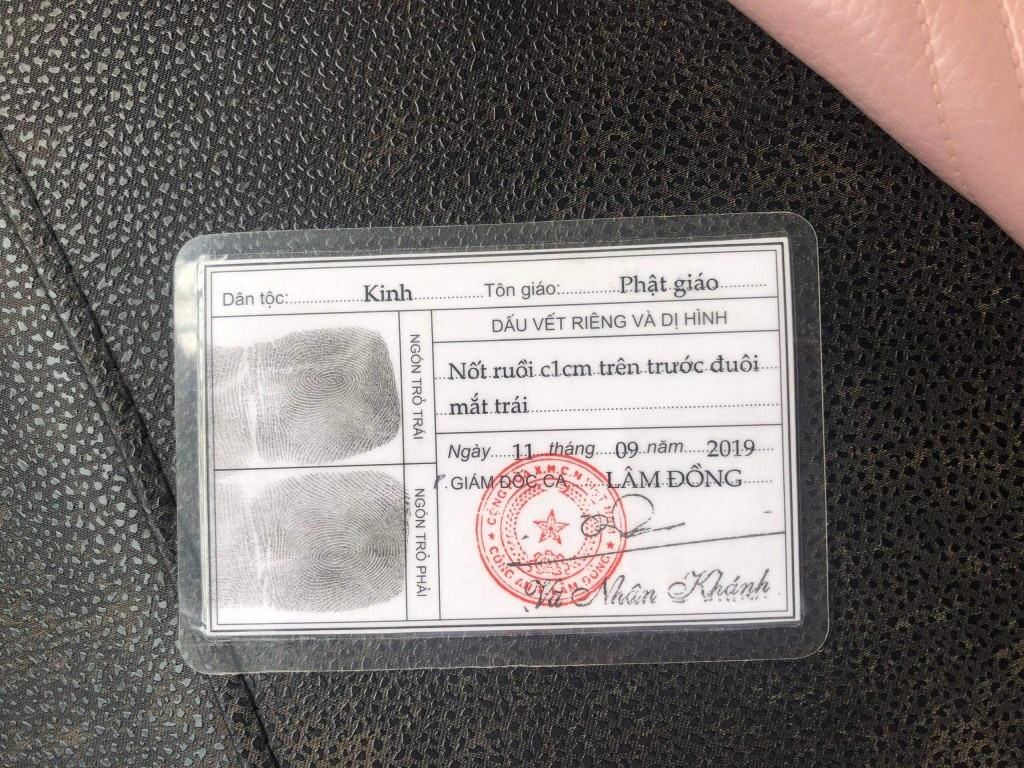 Dân tộc: Kinh Tôn giáo: Phật giáo
DẤU VẾT RIÊNG VÀ DỊ HÌNH
NGÓN TRỎ TRÁI
Nốt ruồi c1cm trên trước đuôi
mắt trái
Ngày 11 tháng 09 năm 2019
GIÁM ĐỐC CA LÂM ĐỒNG
NGÓN TRỎ PHẢI
Nhân Khánh